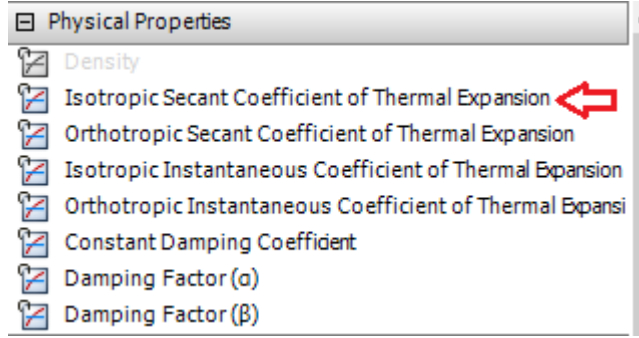 Physical Properties
Density
Isotropic Secant Coefficient of Thermal Expansion
Orthotropic Secant Coefficient of Thermal Expansion
Isotropic Instantaneous Coefficient of Thermal Expansion
Orthotropic Instantaneous Coefficient of Thermal Expansi
Constant Damping Coefficient
Damping Factor (α)
Damping Factor (β)